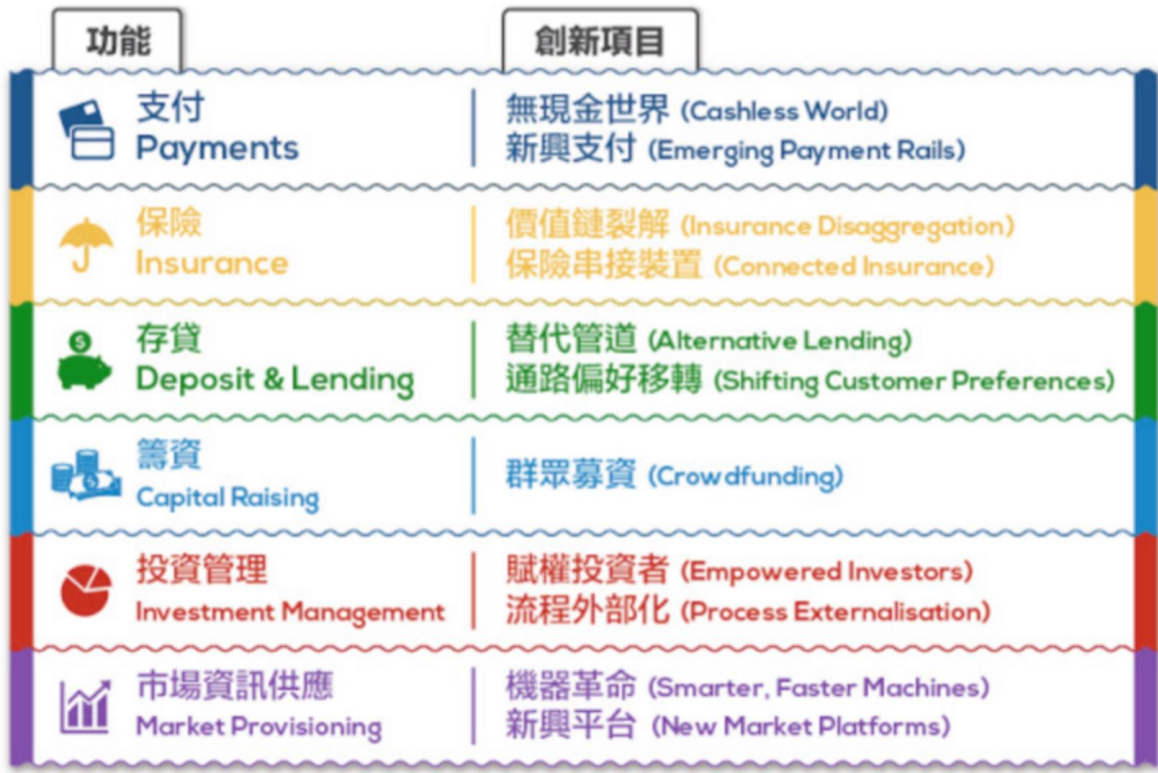 功能
創新項目
支付
Payments
無現金世界 (Cashless World)
新興支付 (Emerging Payment Rails)
保險
Insurance
價值鏈裂解 (Insurance Disaggregation)
保險串接裝置 (Connected Insurance)
存貸
Deposit & Lending
替代管道 (Alternative Lending)
通路偏好移轉 (Shifting Customer Preferences)
籌資
Capital Raising
群眾募資 (Crowdfunding)
投資管理
Investment Management
賦權投資者 (Empowered Investors)
流程外部化 (Process Externalisation)
市場資訊供應
Market Provisioning
機器革命 (Smarter, Faster Machines)
新興平台 (New Market Platforms)